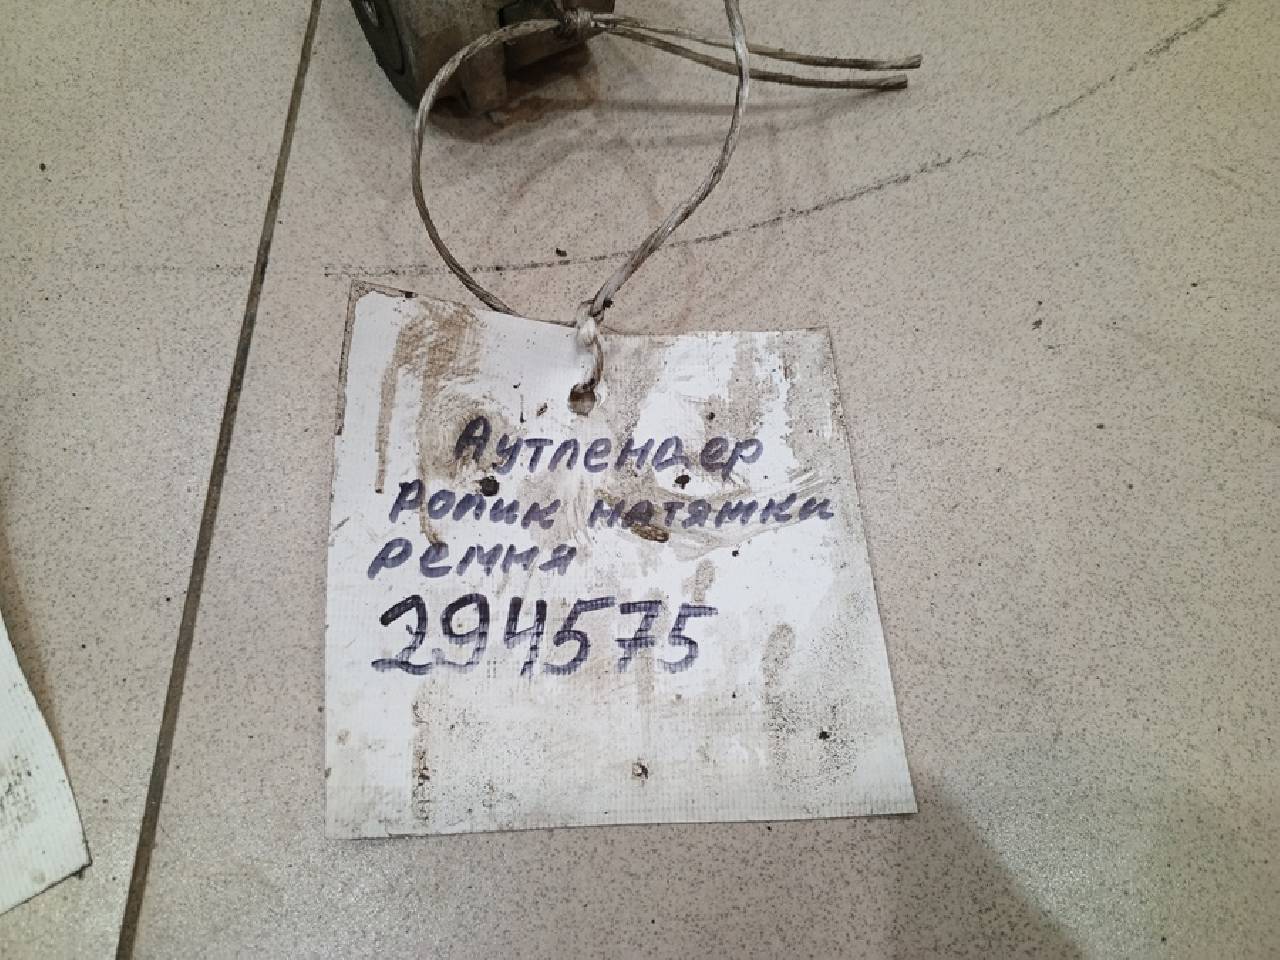 Аутлендер
Ролик натяжки
ремня
294575